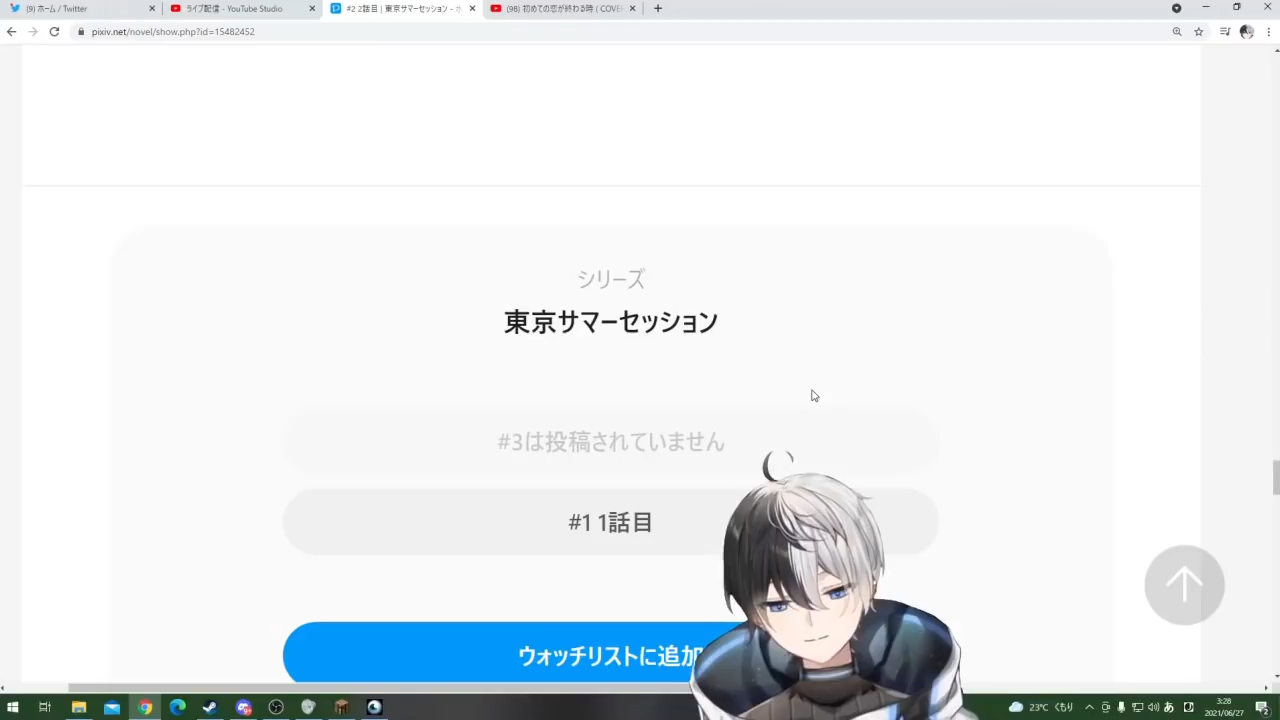 (9) ホーム / Twitter
ライブ配信 - YouTube Studio
#2 2話目 | 東京サマーセッション - ホ
(98) 初めての恋が終わる時 ( COVE
pixiv.net/novel/show.php?id=15482452
シリーズ
東京サマーセッション
#3は投稿されていません
#1 1話目
ウォッチリストに追加
23°C くもり
あ
3:28
2021/06/27
2